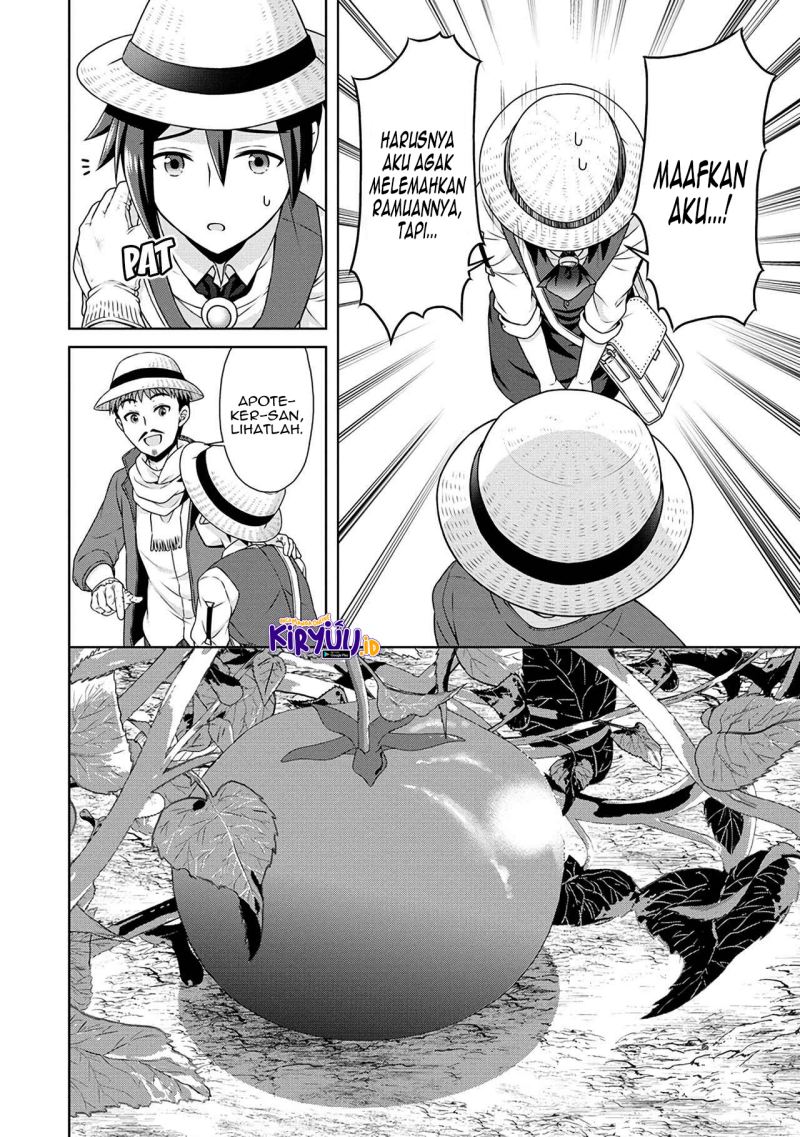 MAAFKAN
AKU....!
HARUSNYA
AKU AGAK
MELEMAHKAN
RAMUANNYA,
TAPI...
PAT
APOTE-
KER-SAN,
LIHATLAH.
KIRYUU.ID